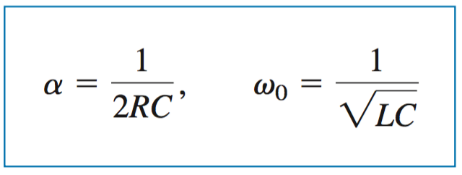 α = 1/2RC, ω₀ = 1/√LC